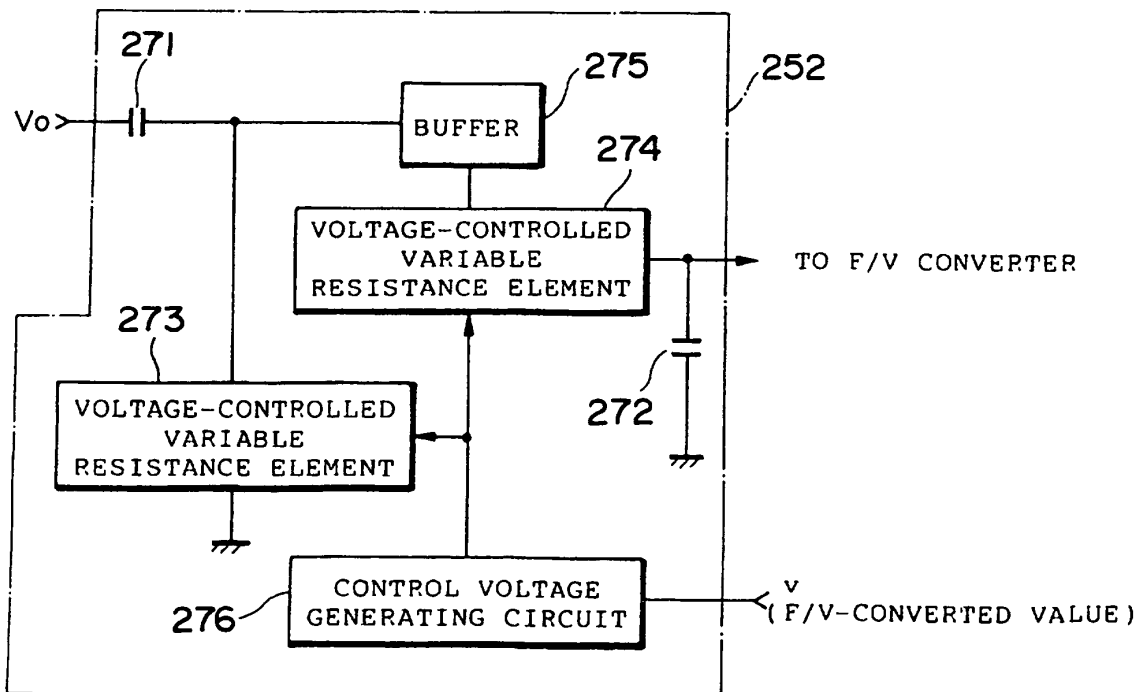 271
275
252
Vo
BUFFER
274
VOLTAGE-CONTROLLED
VARIABLE
RESISTANCE ELEMENT
TO F/V CONVERTER
273
272
VOLTAGE-CONTROLLED
VARIABLE
RESISTANCE ELEMENT
276
CONTROL VOLTAGE
GENERATING CIRCUIT
v
(F/V-CONVERTED VALUE)